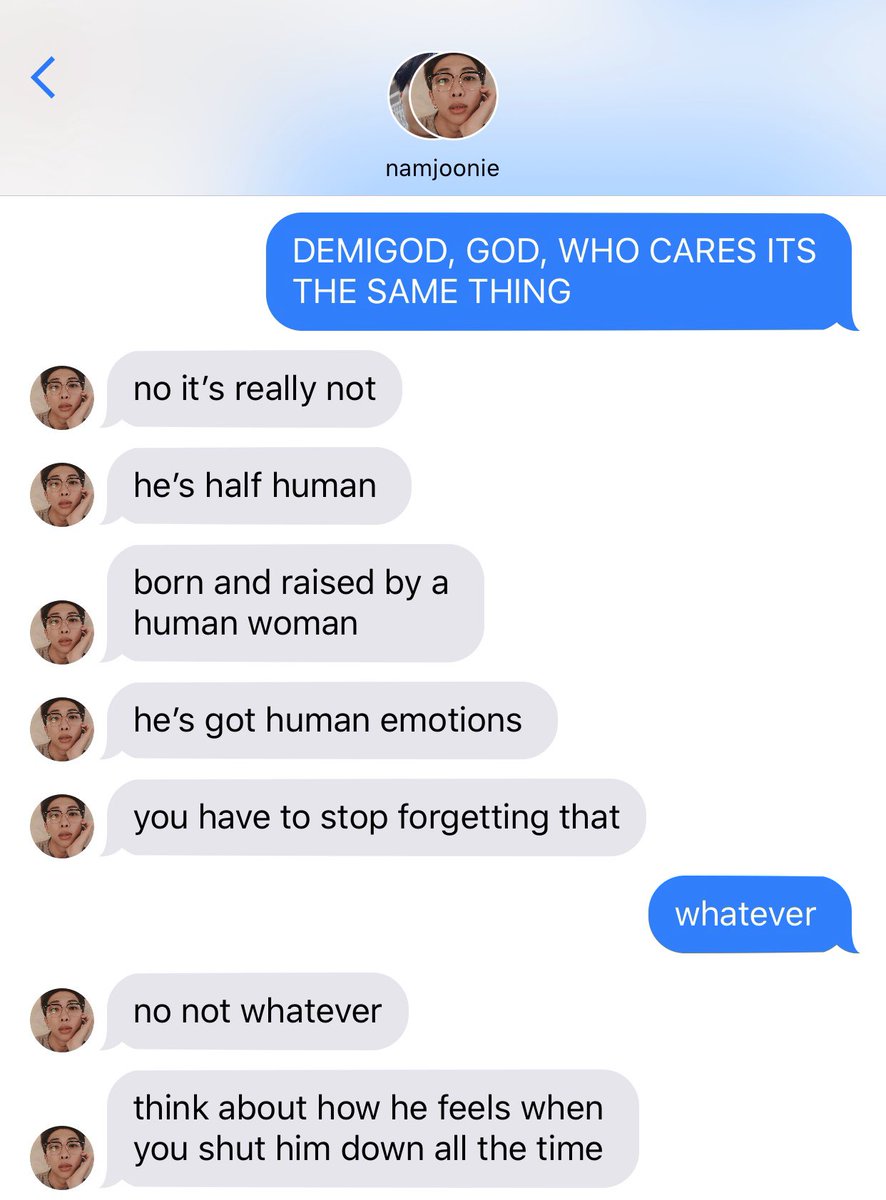 namjoonie
DEMIGOD, GOD, WHO CARES ITS
THE SAME THING
no it’s really not
he’s half human
born and raised by a
human woman
he’s got human emotions
you have to stop forgetting that
whatever
no not whatever
think about how he feels when
you shut him down all the time